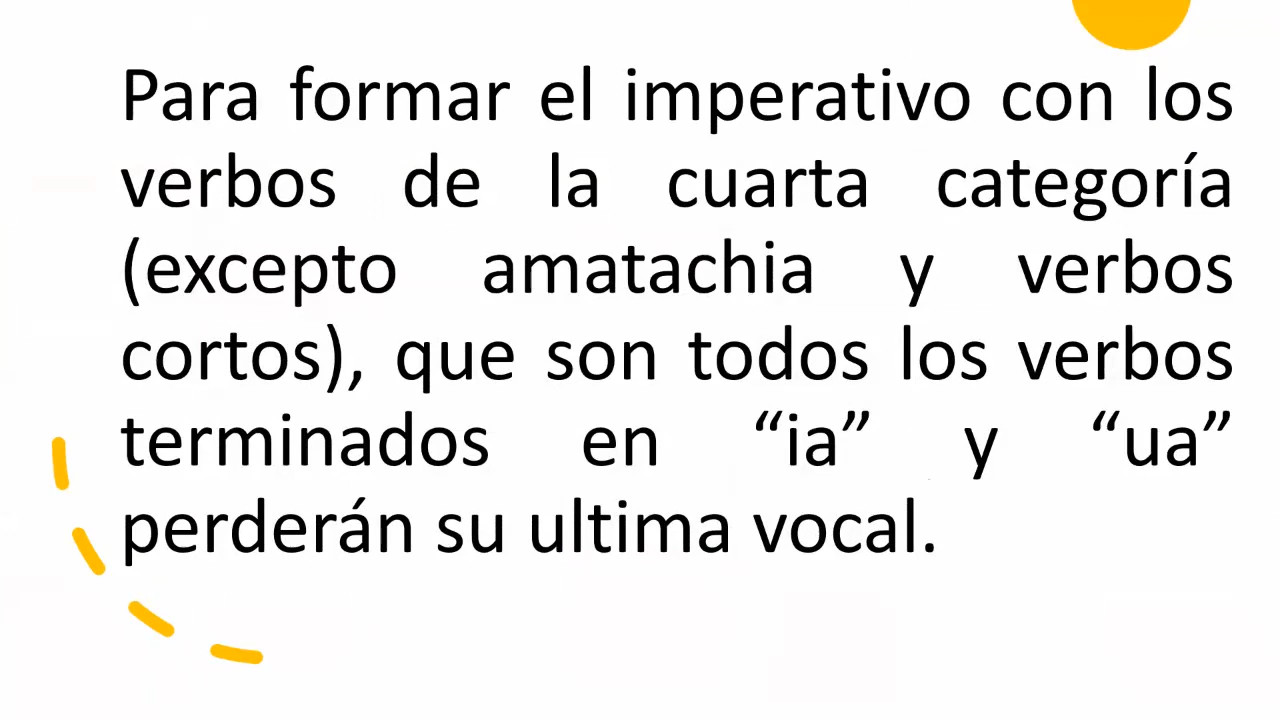 Para formar el imperativo con los
verbos de la cuarta categoría
(excepto amatachia y verbos
cortos), que son todos los verbos
terminados en “ia” y “ua”
perderán su ultima vocal.